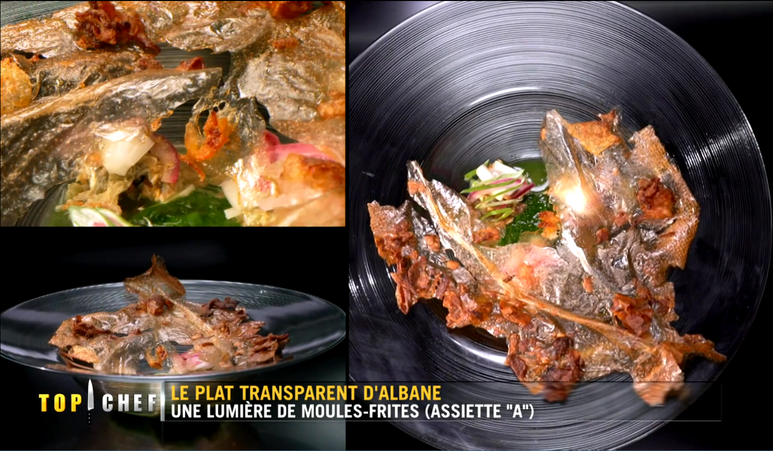 LE PLAT TRANSPARENT D'ALBANE
TOP CHEF UNE LUMIÈRE DE MOULES-FRITES (ASSIETTE "A")